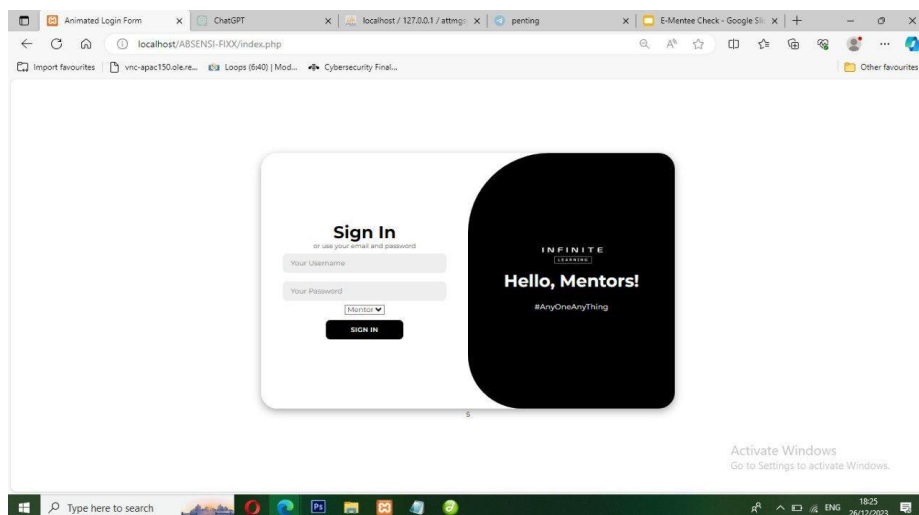 Animated Login Form
ChatGPT
localhost / 127.0.0.1 / attmgs
penting
E-Mentee Check - Google Sli
localhost/ABSENSI-FIXX/index.php
Import favourites
vnc-apac150.ole.re...
Loops (6/40) | Mod...
Cybersecurity Final...
Other favourites
Sign In
or use your email and password
Your Username
Your Password
Mentor
SIGN IN
INFINITE
LEARNING
Hello, Mentors!
#AnyOneAnyThing
s
Activate Windows
Go to Settings to activate Windows.
Type here to search
Ps
ENG
18:25
26/12/2023